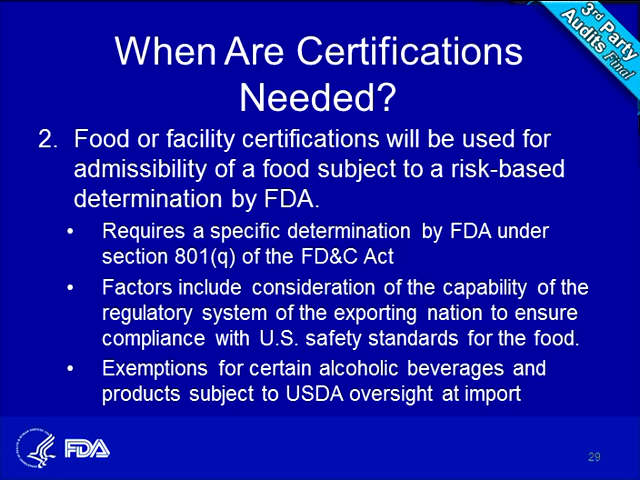 3rd Party
Audits Final
When Are Certifications
Needed?
2. Food or facility certifications will be used for
admissibility of a food subject to a risk-based
determination by FDA.
• Requires a specific determination by FDA under
section 801(q) of the FD&C Act
• Factors include consideration of the capability of the
regulatory system of the exporting nation to ensure
compliance with U.S. safety standards for the food.
• Exemptions for certain alcoholic beverages and
products subject to USDA oversight at import
FDA
29